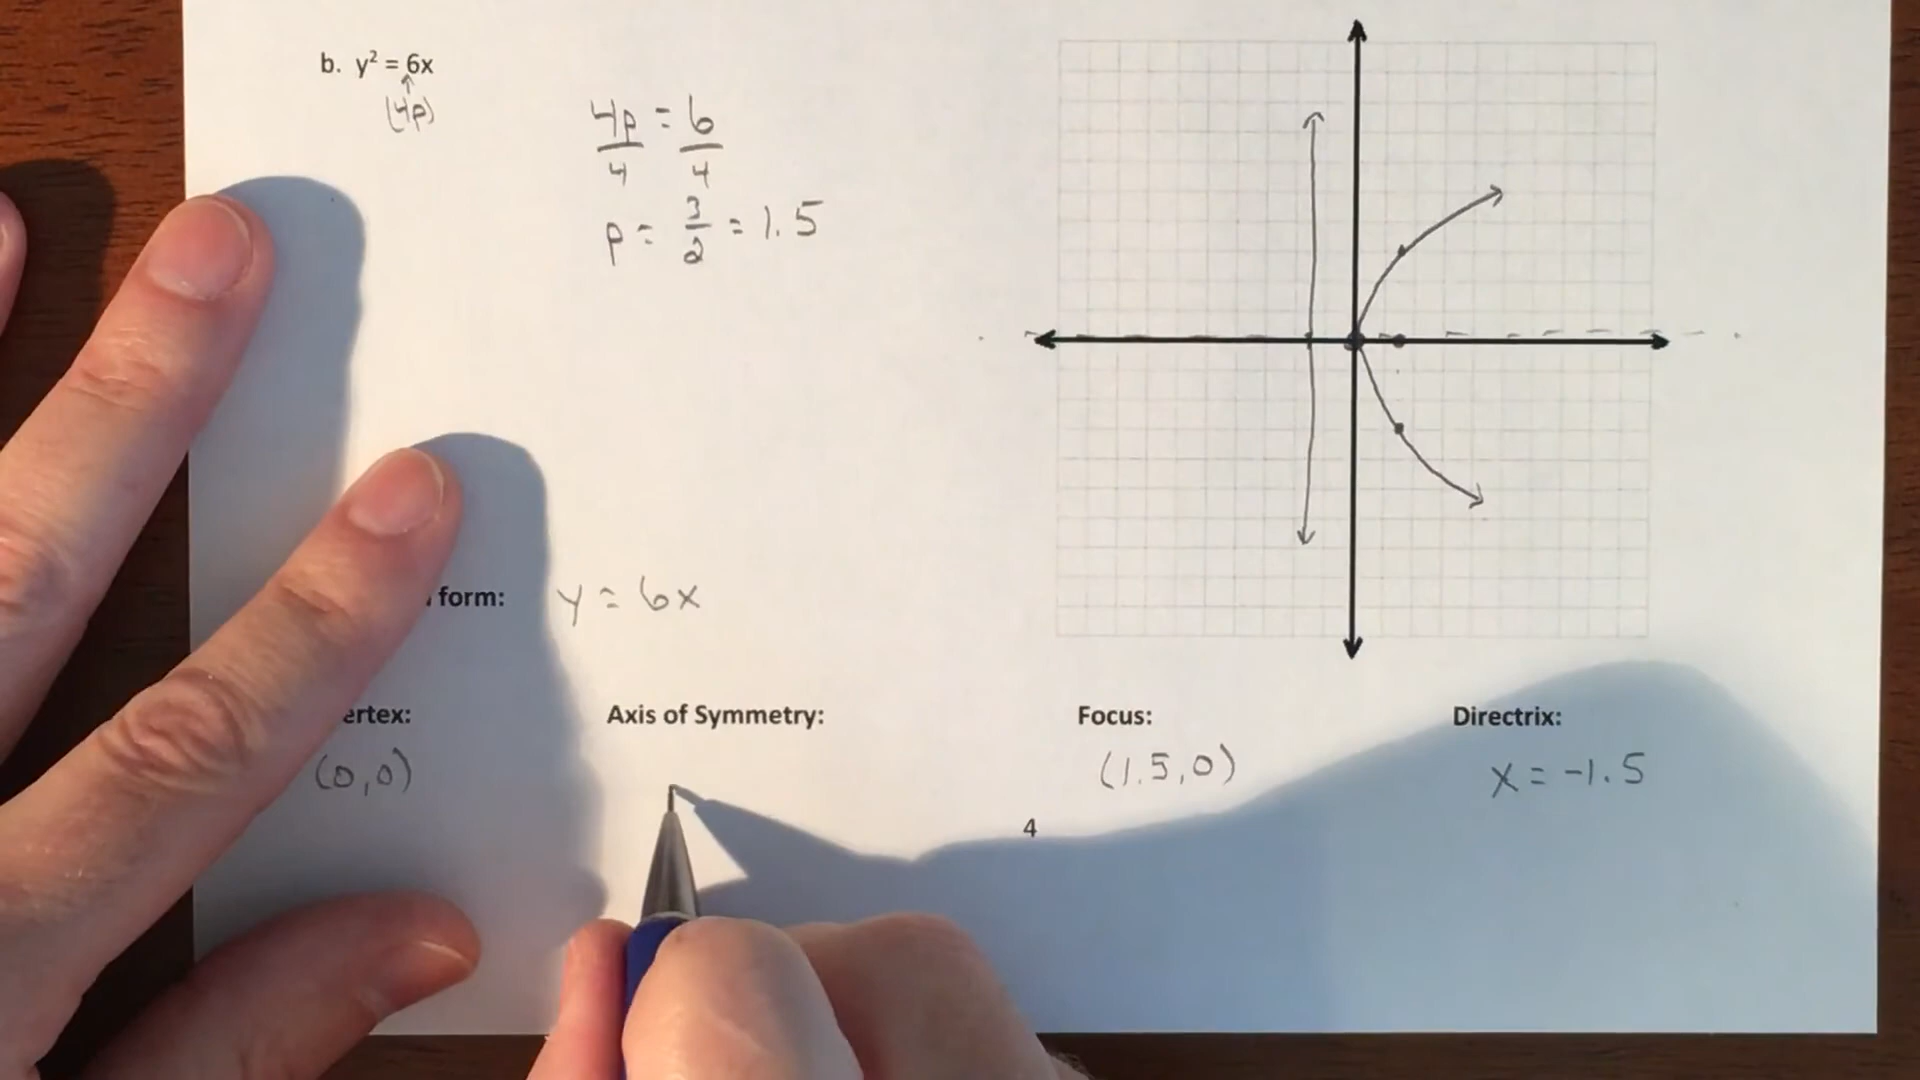 b. y² = 6x
(4p)
4p = 6
4 4
p = 3/2 = 1.5
form: y = 6x
ertex: Axis of Symmetry: Focus: Directrix:
(0,0) (1.5,0) x = -1.5
4